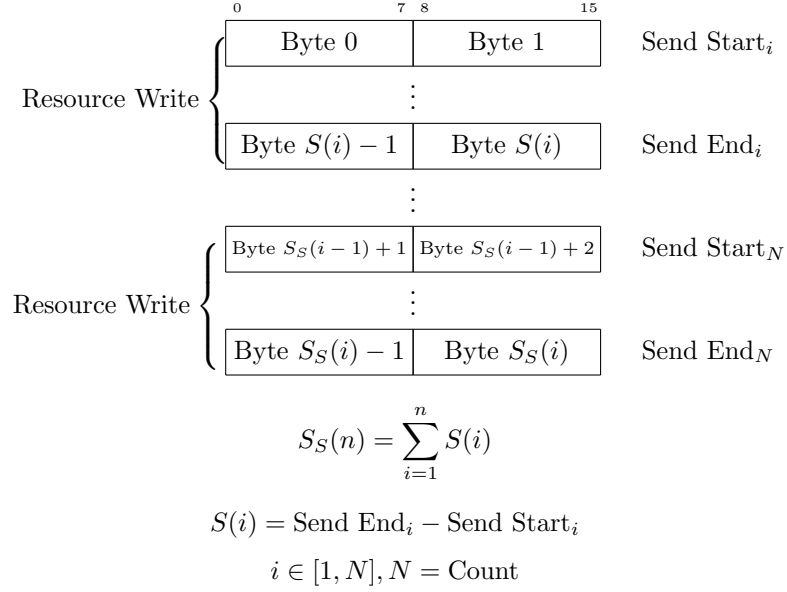 0 7 8 15
Byte 0 Byte 1 Send Start_i
Resource Write
⋮
Byte S(i) − 1 Byte S(i) Send End_i
⋮
Byte S_S(i − 1) + 1 Byte S_S(i − 1) + 2 Send Start_N
Resource Write
⋮
Byte S_S(i) − 1 Byte S_S(i) Send End_N
S_S(n) = \sum_{i=1}^{n} S(i)
S(i) = Send End_i − Send Start_i
i ∈ [1, N], N = Count